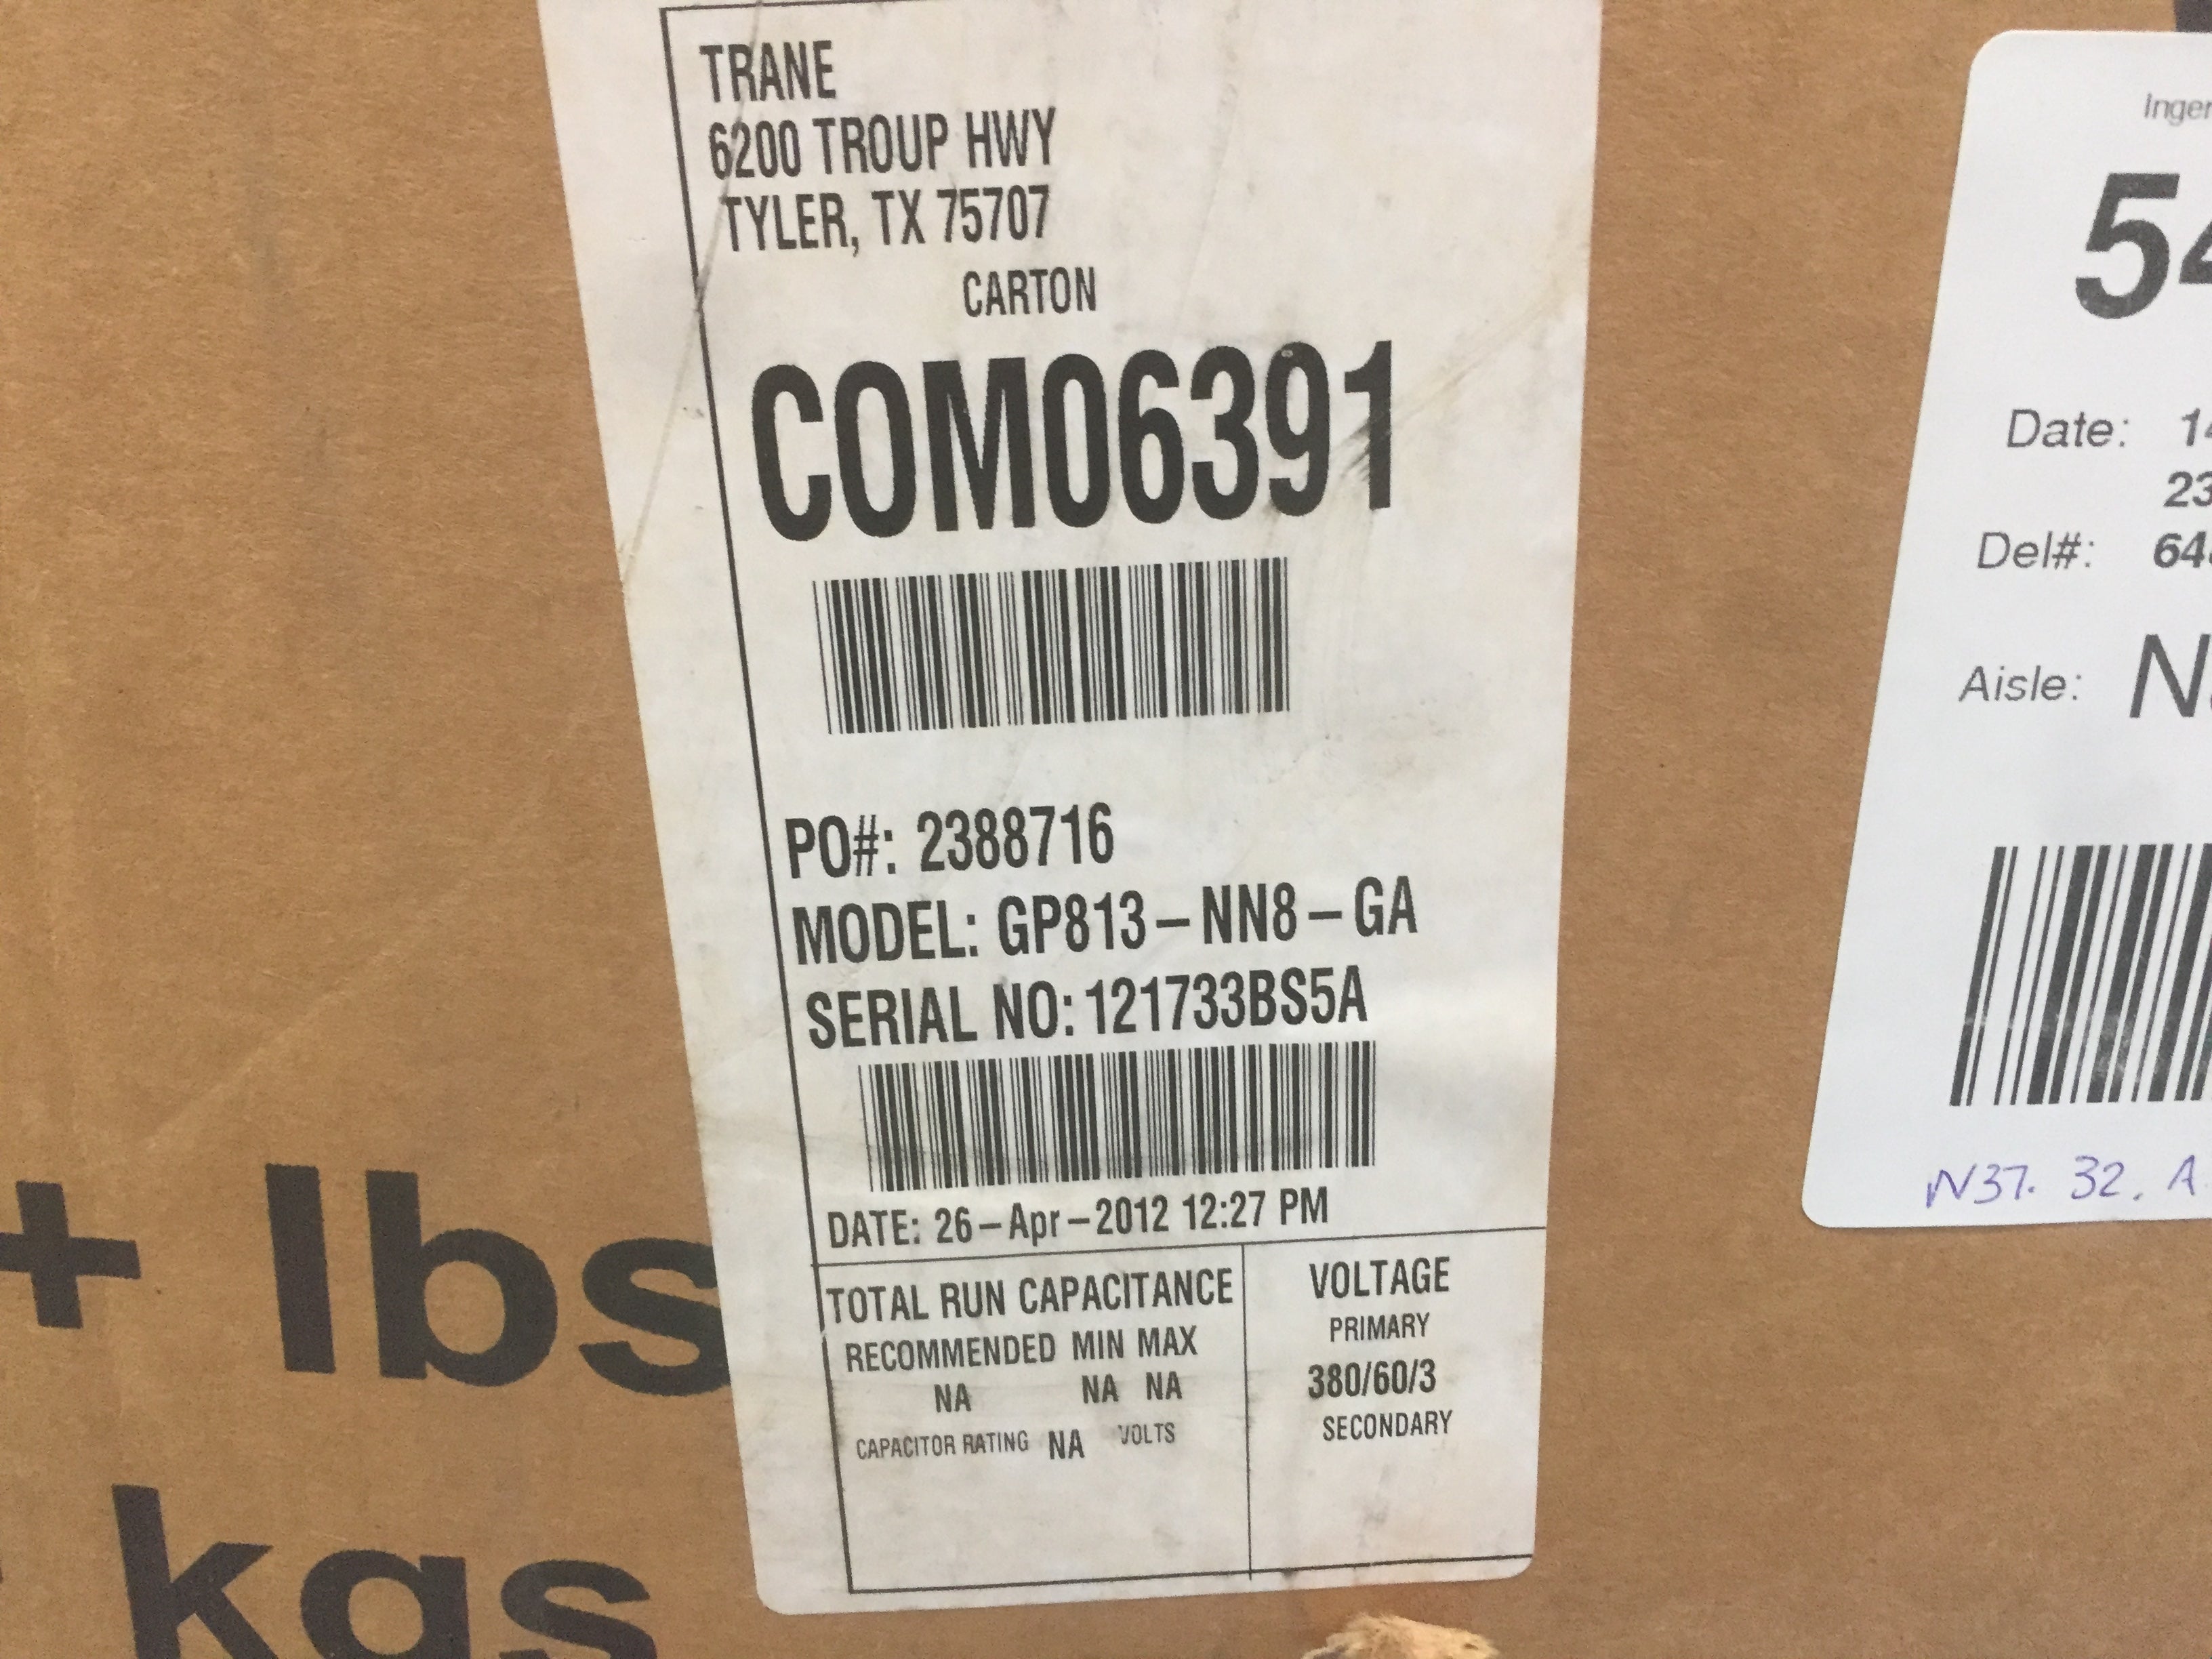 TRANE
6200 TROUP HWY
TYLER, TX 75707
CARTON
COM06391
PO#: 2388716
MODEL: GP813-NN8-GA
SERIAL NO: 121733BS5A
DATE: 26-Apr-2012 12:27 PM
TOTAL RUN CAPACITANCE
RECOMMENDED MIN MAX
NA NA NA
CAPACITOR RATING NA VOLTS
VOLTAGE
PRIMARY
380/60/3
SECONDARY
+ lbs
kgs
Date:
Del#:
Aisle:
N37. 32. A